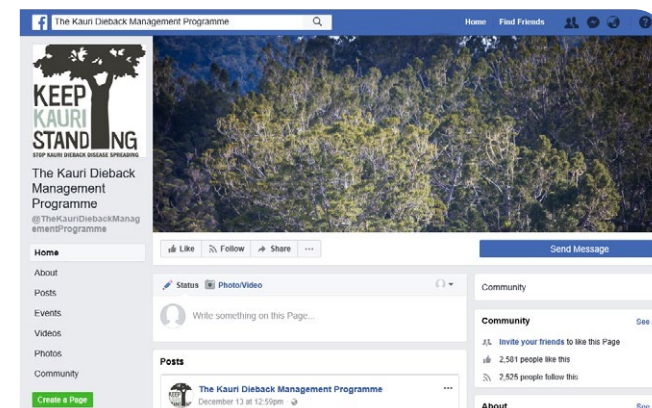 The Kauri Dieback Management Programme
Home Find Friends
KEEP
KAURI
STANDING
STOP KAURI DIEBACK DISEASE SPREADING
The Kauri Dieback
Management
Programme
@TheKauriDiebackManag
ementProgramme
Home
About
Posts
Events
Videos
Photos
Community
Create a Page
Like Follow Share
Send Message
Status Photo/Video
Write something on this Page...
Posts
The Kauri Dieback Management Programme
December 13 at 12:59pm
Community
Community
See
Invite your friends to like this Page
2,581 people like this
2,525 people follow this
About
See